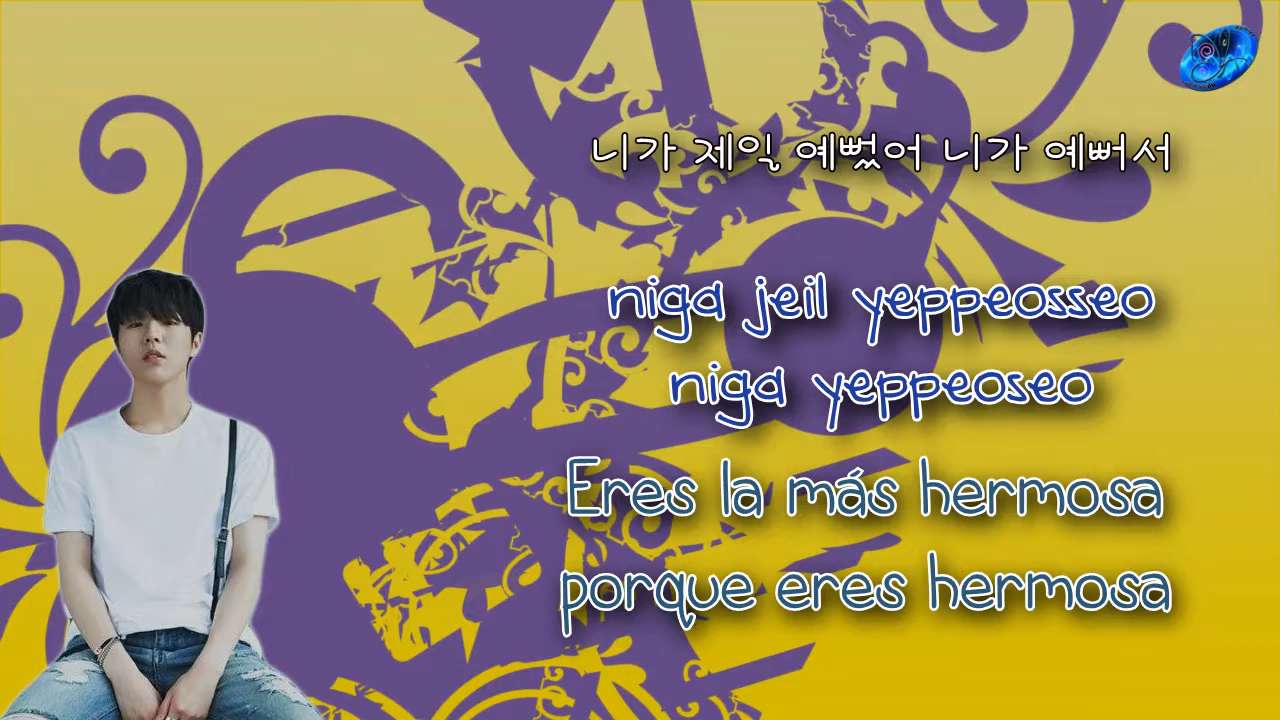 니가 제일 예뻤어 니가 예뻐서
niga jeil yeppeosseo
niga yeppeoseo
Eres la más hermosa
porque eres hermosa